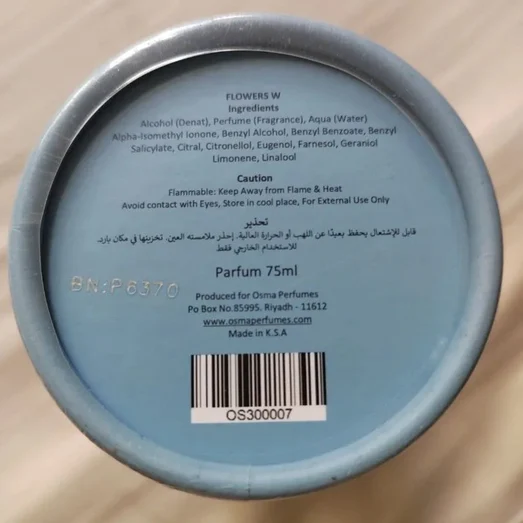 FLOWERS W
Ingredients
Alcohol (Denat), Perfume (Fragrance), Aqua (Water)
Alpha-Isomethyl Ionone, Benzyl Alcohol, Benzyl Benzoate, Benzyl
Salicylate, Citral, Citronellol, Eugenol, Farnesol, Geraniol
Limonene, Unalool
Caution
Flammable: Keep Away from Flame & Heat
Avoid contact with Eyes, Store in cool place, For External Use Only
تحذير
قابل للإشتعال يحفظ بعيدًا عن اللهب أو الحرارة العالية. إحذر ملامسته العين. تخزينها في مكان بارد.
للاستخدام الخارجي فقط
Parfum 75ml
BN:P6370
Produced for Osma Perfumes
Po Box No.85995. Riyadh - 11612
www.osmaperfumes.com
Made in K.S.A
OS300007